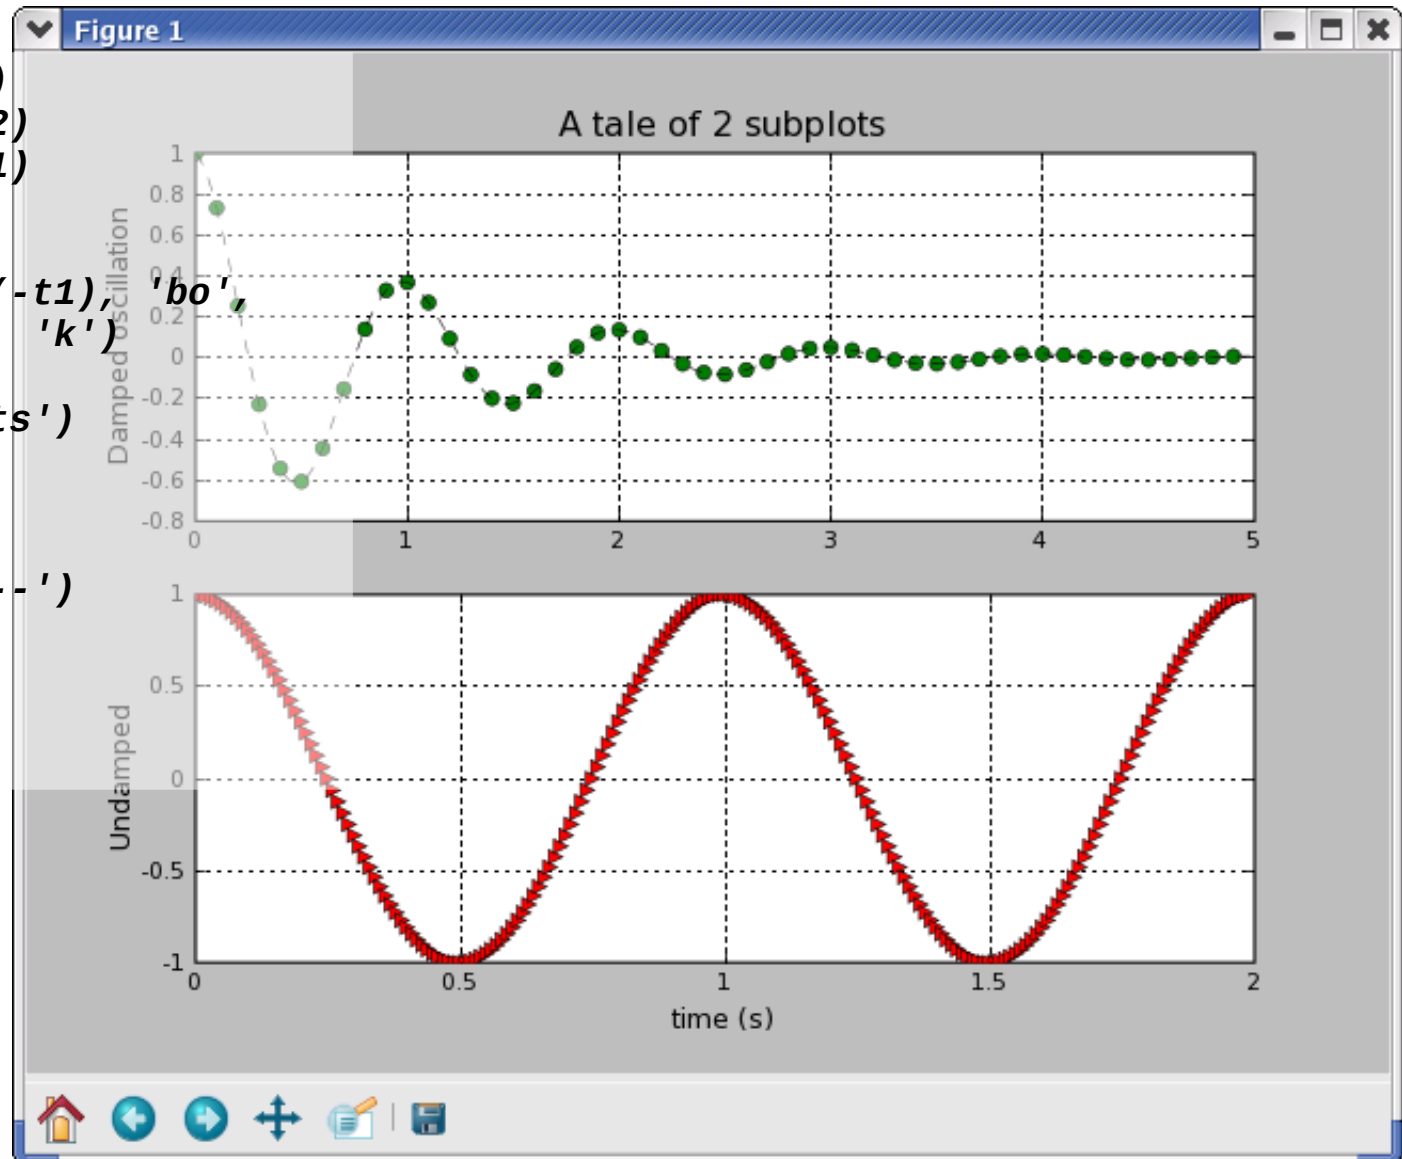 Figure 1
)
2)
1)
(-t1), 'bo',
'k')
ts')
--')
A tale of 2 subplots
Damped oscillation
1
0.8
0.6
0.4
0.2
0
-0.2
-0.4
-0.6
-0.8
0 1 2 3 4 5
Undamped
1
0.5
0
-0.5
-1
0 0.5 1 1.5 2
time (s)